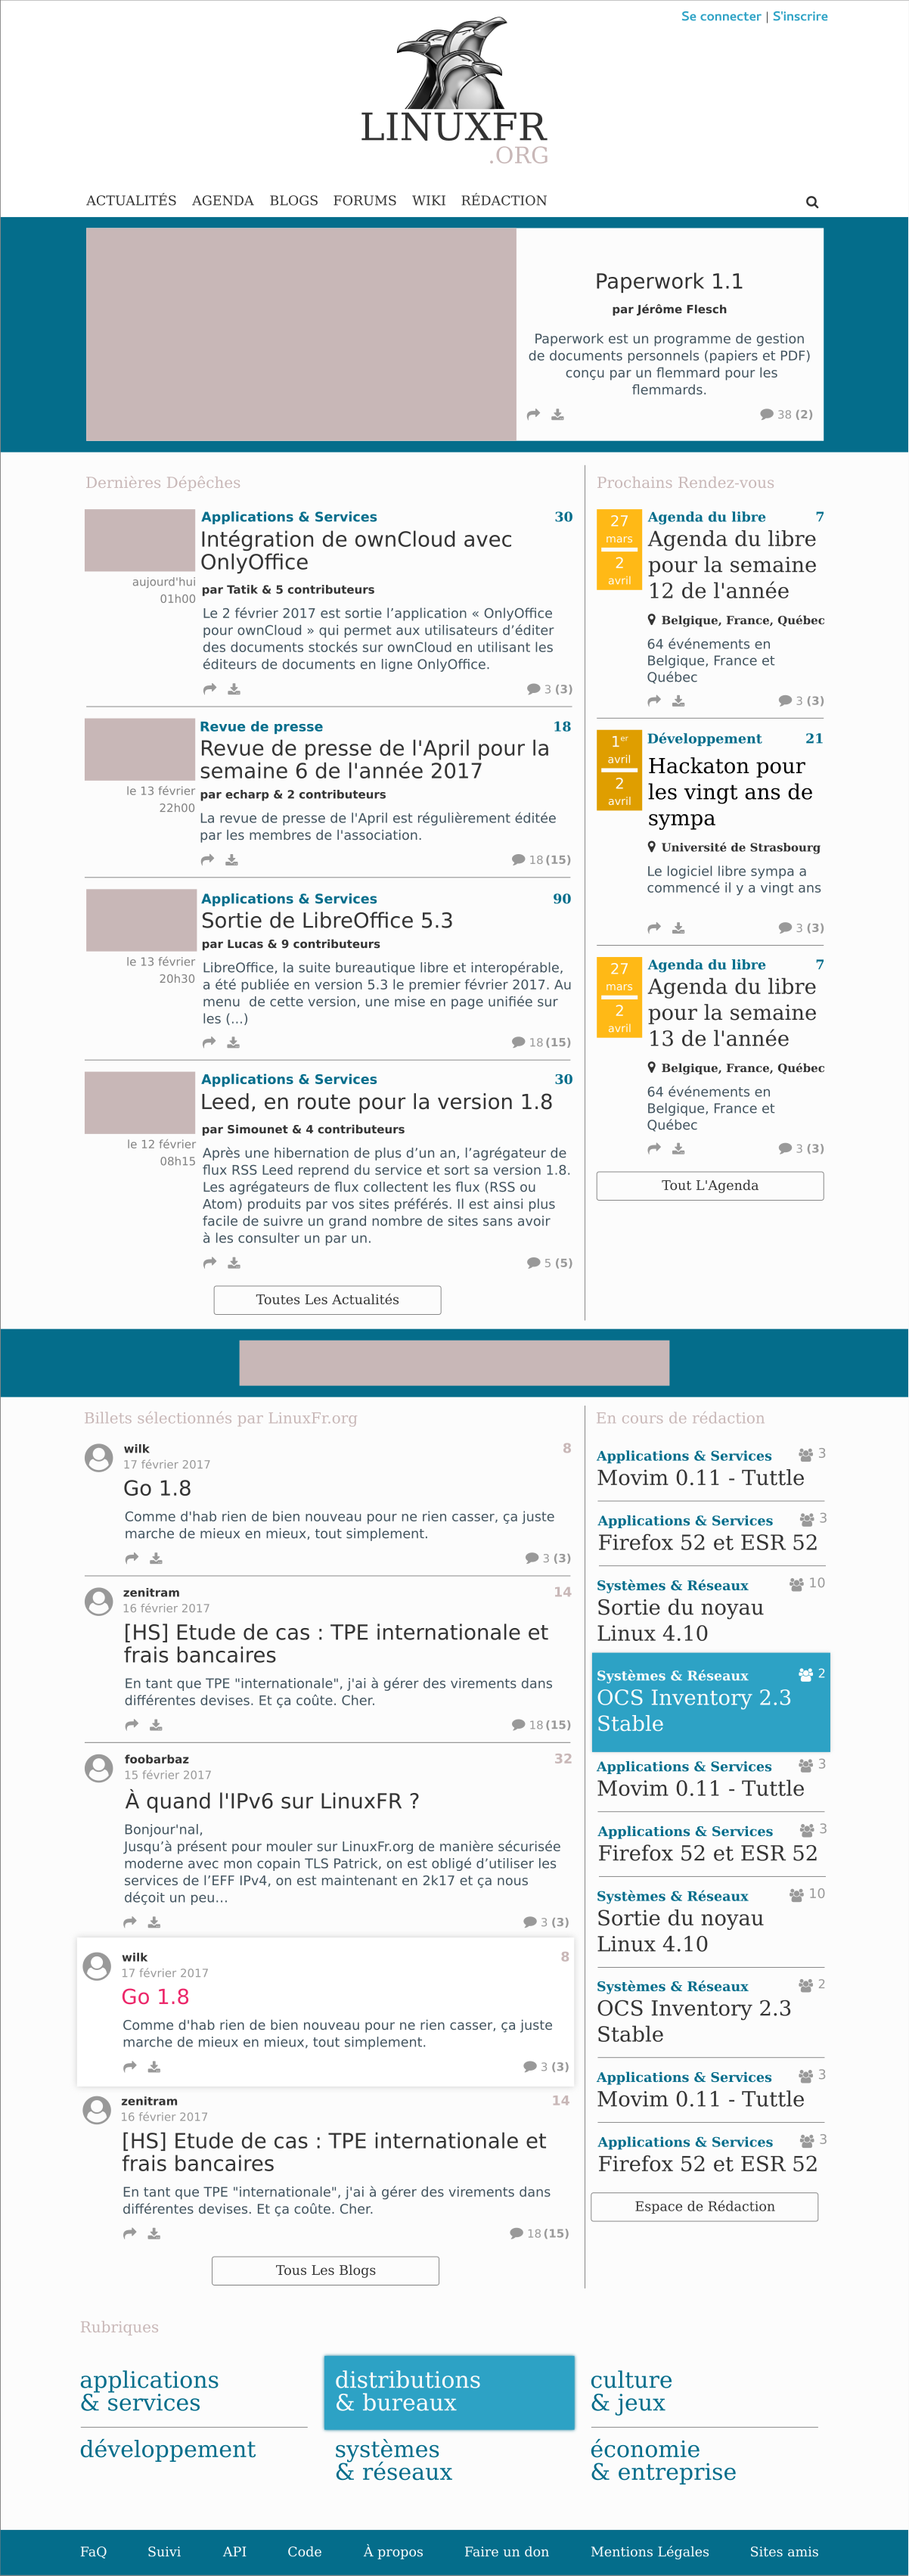 Se connecter | S'inscrire
LINUXFR
.ORG
ACTUALITÉS AGENDA BLOGS FORUMS WIKI RÉDACTION
Paperwork 1.1
par Jérôme Flesch
Paperwork est un programme de gestion
de documents personnels (papiers et PDF)
conçu par un flemmard pour les
flemmards.
38 (2)
Dernières Dépêches
Applications & Services 30
Intégration de ownCloud avec
OnlyOffice
aujourd'hui
01h00
par Tatik & 5 contributeurs
Le 2 février 2017 est sortie l’application « OnlyOffice
pour ownCloud » qui permet aux utilisateurs d’éditer
des documents stockés sur ownCloud en utilisant les
éditeurs de documents en ligne OnlyOffice.
3 (3)
Revue de presse 18
Revue de presse de l'April pour la
semaine 6 de l'année 2017
le 13 février
22h00
par echarp & 2 contributeurs
La revue de presse de l'April est régulièrement éditée
par les membres de l'association.
18 (15)
Applications & Services 90
Sortie de LibreOffice 5.3
par Lucas & 9 contributeurs
le 13 février
20h30
LibreOffice, la suite bureautique libre et interopérable,
a été publiée en version 5.3 le premier février 2017. Au
menu  de cette version, une mise en page unifiée sur
les (...)
18 (15)
Applications & Services 30
Leed, en route pour la version 1.8
par Simounet & 4 contributeurs
le 12 février
08h15
Après une hibernation de plus d’un an, l’agrégateur de
flux RSS Leed reprend du service et sort sa version 1.8.
Les agrégateurs de flux collectent les flux (RSS ou
Atom) produits par vos sites préférés. Il est ainsi plus
facile de suivre un grand nombre de sites sans avoir
à les consulter un par un.
5 (5)
Toutes Les Actualités
Prochains Rendez-vous
27
mars
2
avril
Agenda du libre 7
Agenda du libre
pour la semaine
12 de l'année
Belgique, France, Québec
64 événements en
Belgique, France et
Québec
3 (3)
1er
avril
2
avril
Développement 21
Hackaton pour
les vingt ans de
sympa
Université de Strasbourg
Le logiciel libre sympa a
commencé il y a vingt ans
3 (3)
27
mars
2
avril
Agenda du libre 7
Agenda du libre
pour la semaine
13 de l'année
Belgique, France, Québec
64 événements en
Belgique, France et
Québec
3 (3)
Tout L'Agenda
Billets sélectionnés par LinuxFr.org
wilk 8
17 février 2017
Go 1.8
Comme d'hab rien de bien nouveau pour ne rien casser, ça juste
marche de mieux en mieux, tout simplement.
3 (3)
zenitram 14
16 février 2017
[HS] Etude de cas : TPE internationale et
frais bancaires
En tant que TPE "internationale", j'ai à gérer des virements dans
différentes devises. Et ça coûte. Cher.
18 (15)
foobarbaz 32
15 février 2017
À quand l'IPv6 sur LinuxFR ?
Bonjour'nal,
Jusqu’à présent pour mouler sur LinuxFr.org de manière sécurisée
moderne avec mon copain TLS Patrick, on est obligé d’utiliser les
services de l’EFF IPv4, on est maintenant en 2k17 et ça nous
déçoit un peu…
3 (3)
wilk 8
17 février 2017
Go 1.8
Comme d'hab rien de bien nouveau pour ne rien casser, ça juste
marche de mieux en mieux, tout simplement.
3 (3)
zenitram 14
16 février 2017
[HS] Etude de cas : TPE internationale et
frais bancaires
En tant que TPE "internationale", j'ai à gérer des virements dans
différentes devises. Et ça coûte. Cher.
18 (15)
Tous Les Blogs
En cours de rédaction
Applications & Services 3
Movim 0.11 - Tuttle
Applications & Services 3
Firefox 52 et ESR 52
Systèmes & Réseaux 10
Sortie du noyau
Linux 4.10
Systèmes & Réseaux 2
OCS Inventory 2.3
Stable
Applications & Services 3
Movim 0.11 - Tuttle
Applications & Services 3
Firefox 52 et ESR 52
Systèmes & Réseaux 10
Sortie du noyau
Linux 4.10
Systèmes & Réseaux 2
OCS Inventory 2.3
Stable
Applications & Services 3
Movim 0.11 - Tuttle
Applications & Services 3
Firefox 52 et ESR 52
Espace de Rédaction
Rubriques
applications
& services
distributions
& bureaux
culture
& jeux
développement
systèmes
& réseaux
économie
& entreprise
FaQ Suivi API Code À propos Faire un don Mentions Légales Sites amis